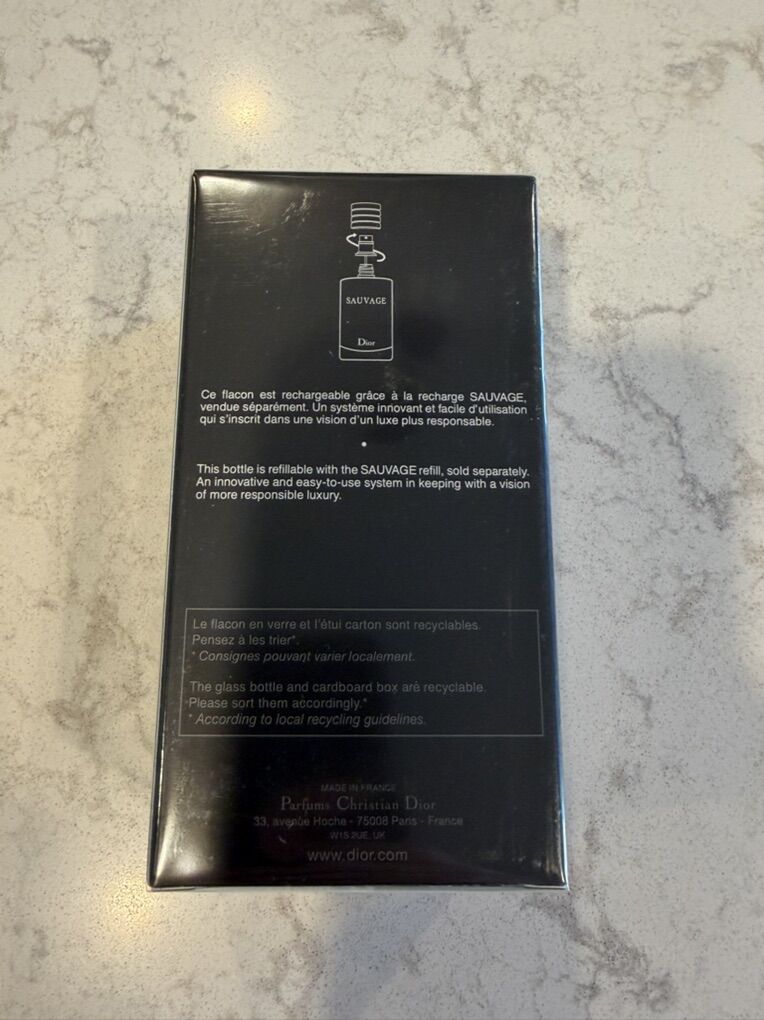 SAUVAGE
Dior
Ce flacon est rechargeable grâce à la recharge SAUVAGE,
vendue séparément. Un système innovant et facile d'utilisation
qui s'inscrit dans une vision d'un luxe plus responsable.
This bottle is refillable with the SAUVAGE refill, sold separately.
An innovative and easy-to-use system in keeping with a vision
of more responsible luxury.
Le flacon en verre et l'étui carton sont recyclables.
Pensez à les trier*.
* Consignes pouvant varier localement.
The glass bottle and cardboard box are recyclable.
Please sort them accordingly.*
* According to local recycling guidelines.
MADE IN FRANCE
Parfums Christian Dior
33, avenue Hoche - 75008 Paris - France
W1S 2UE, UK
www.dior.com